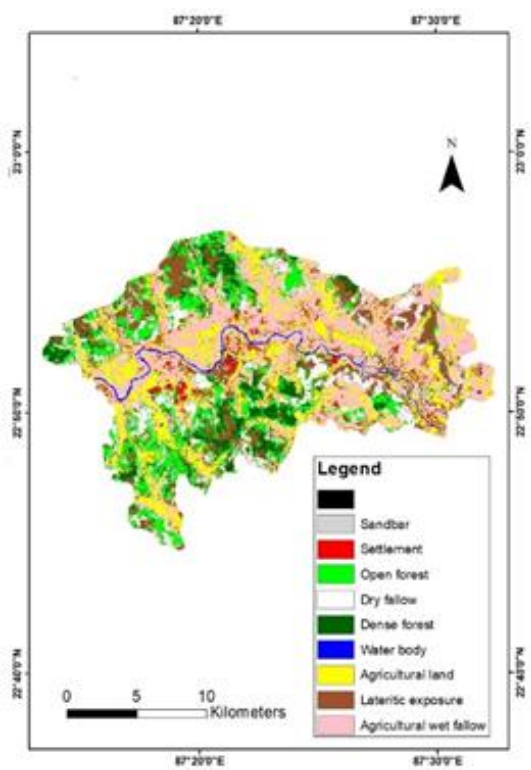 87°20'0"E 87°30'0"E
23°0'0"N 23°0'0"N
N
22°50'0"N 22°50'0"N
Legend
Sandbar
Settlement
Open forest
Dry fallow
Dense forest
Water body
Agricultural land
Lateritic exposure
Agricultural wet fallow
22°40'0"N 22°40'0"N
0 5 10
Kilometers
87°20'0"E 87°30'0"E